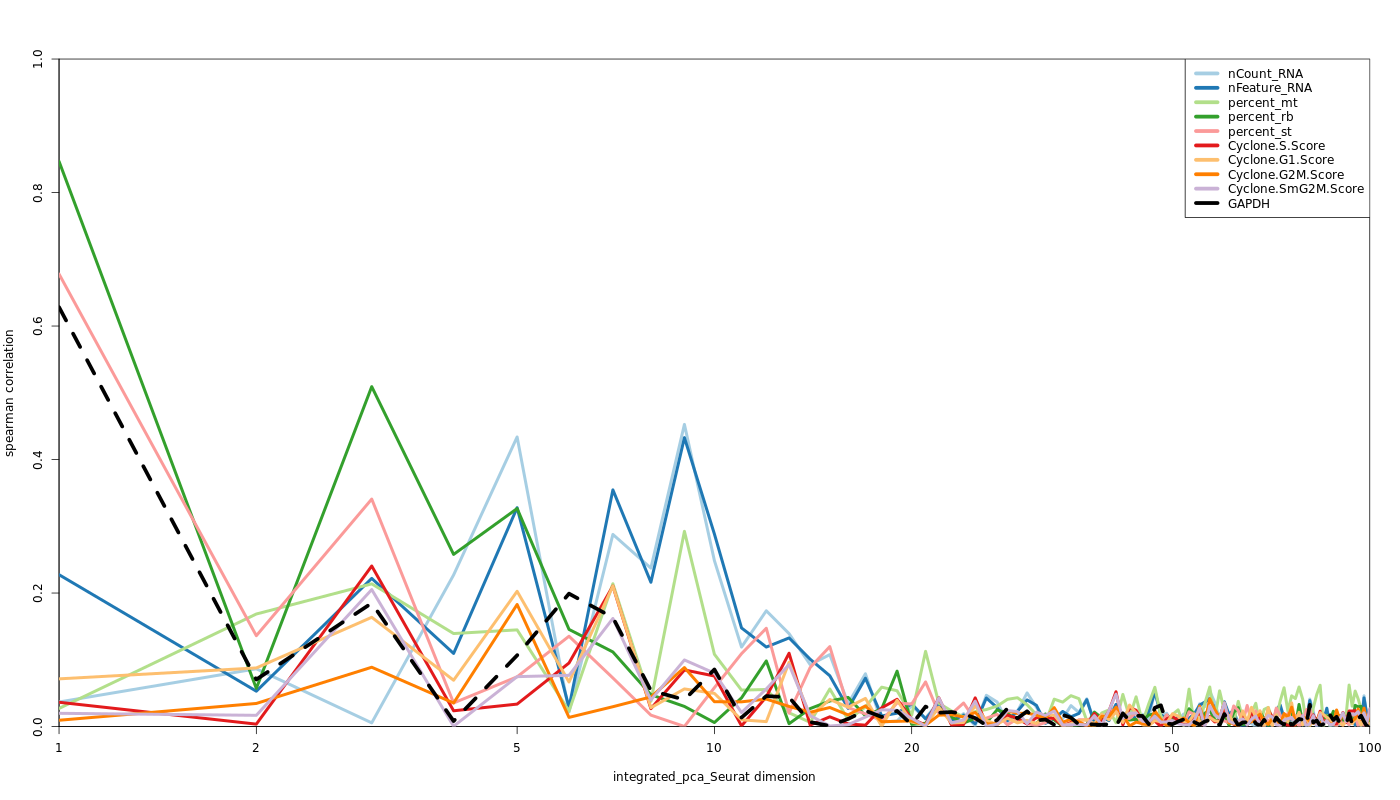 1.0
0.8
0.6
0.4
0.2
0.0
spearman correlation
nCount_RNA
nFeature_RNA
percent_mt
percent_rb
percent_st
Cyclone.S.Score
Cyclone.G1.Score
Cyclone.G2M.Score
Cyclone.SmG2M.Score
GAPDH
1 2 5 10 20 50 100
integrated_pca_Seurat dimension